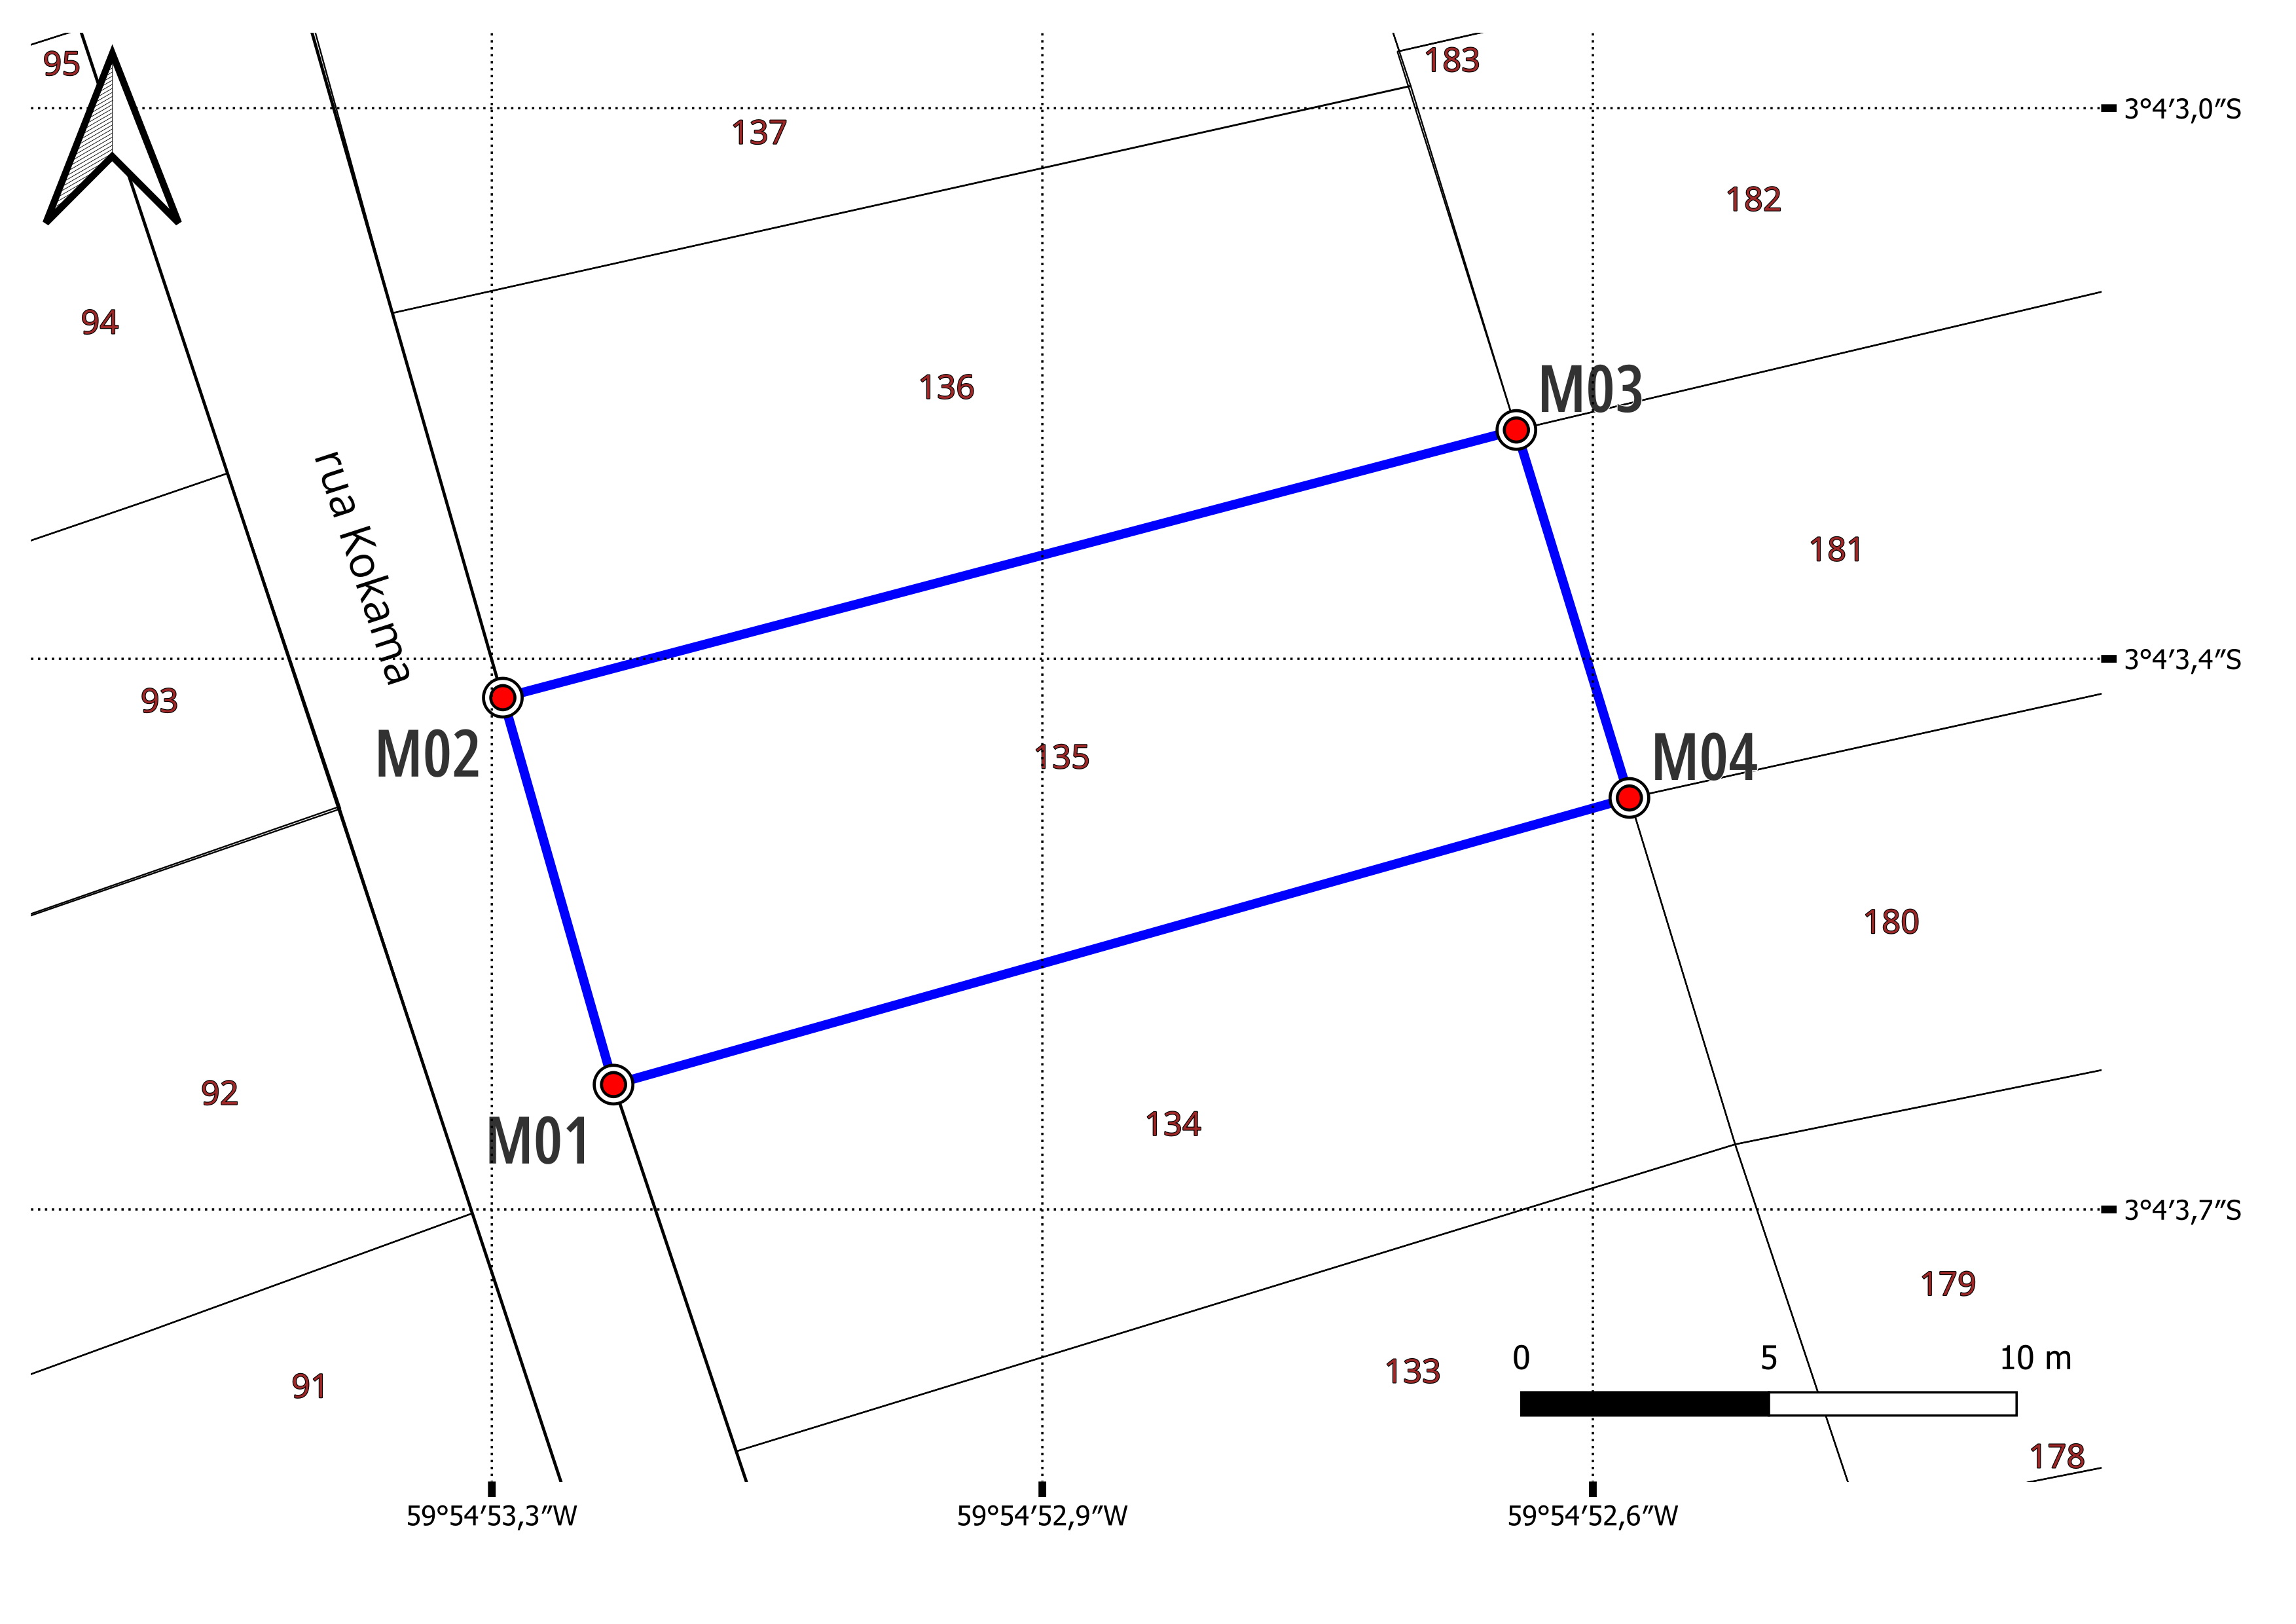 95
183
3°4′3,0″S
137
182
94
136
M03
rua Kokama
181
3°4′3,4″S
93
M02
135
M04
180
92
M01
134
3°4′3,7″S
179
0 5 10 m
133
91
178
59°54′53,3″W 59°54′52,9″W 59°54′52,6″W